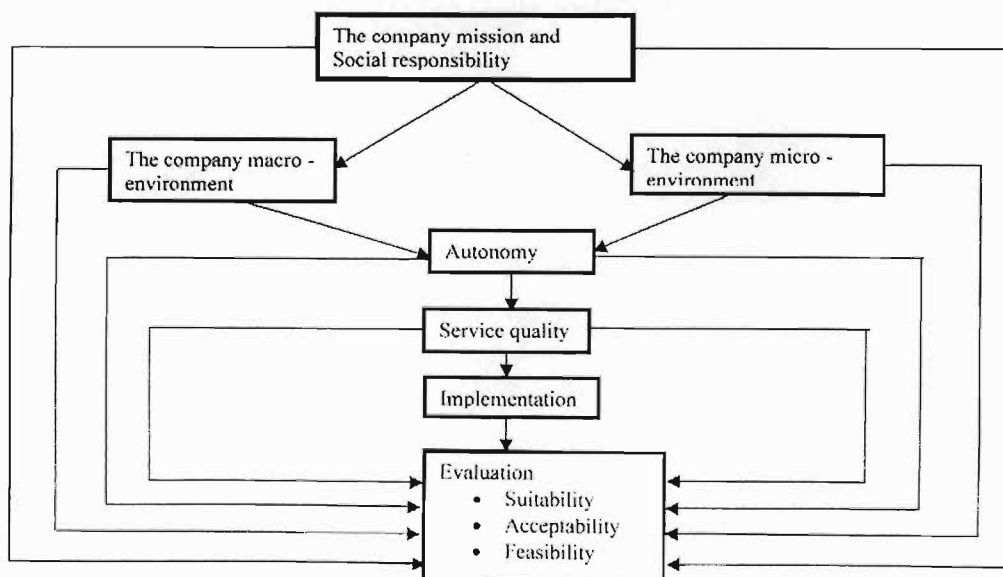 The company mission and
Social responsibility
The company macro -
environment
The company micro -
environment
Autonomy
Service quality
Implementation
Evaluation
• Suitability
• Acceptability
• Feasibility